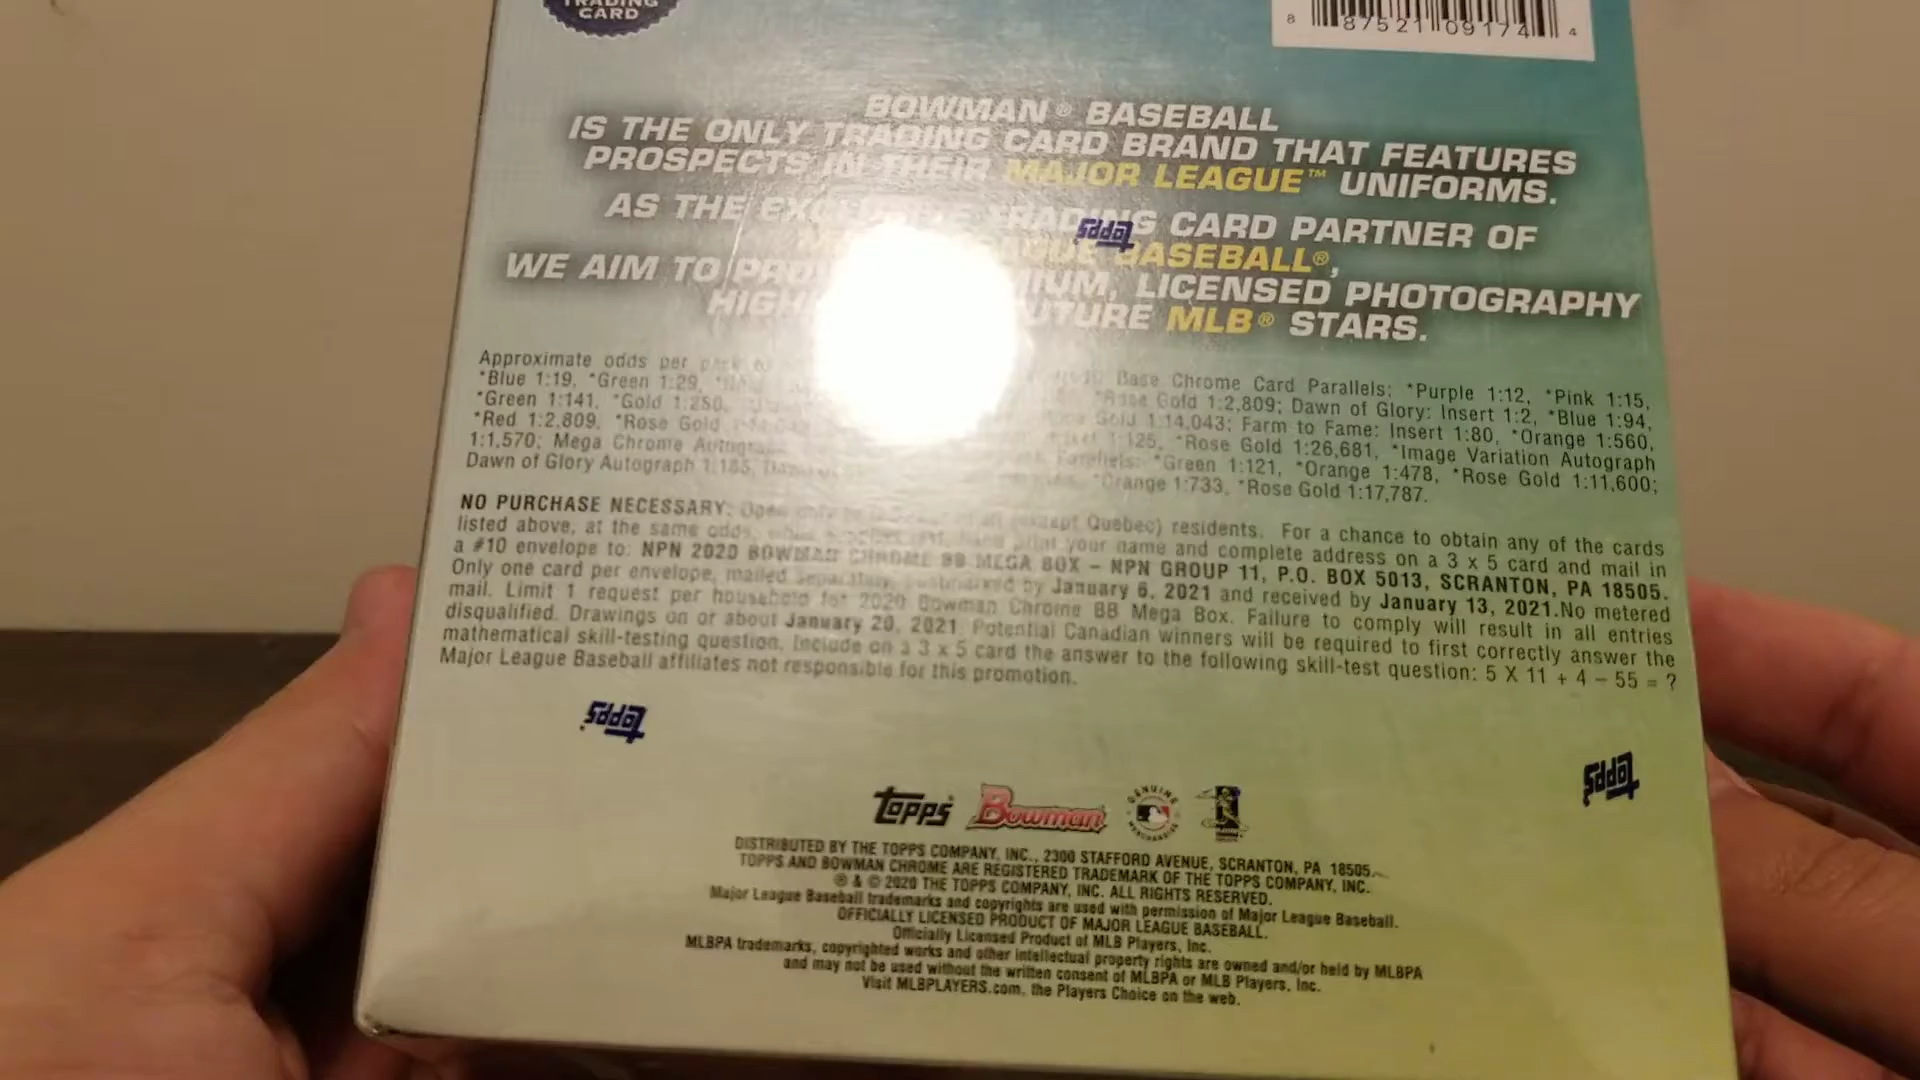 TRADING
CARD
8 87521 09174 4
BOWMAN® BASEBALL
IS THE ONLY TRADING CARD BRAND THAT FEATURES
PROSPECTS IN THEIR MAJOR LEAGUE™ UNIFORMS.
AS THE TRADING CARD PARTNER OF
BASEBALL®,
WE AIM TO LICENSED PHOTOGRAPHY
MLB® STARS.
topps
Approximate odds per pack Base Chrome Card Parallels: *Purple 1:12, *Pink 1:15,
*Blue 1:19, *Green 1:29, *Rose Gold 1:2,809; Dawn of Glory: Insert 1:2, *Blue 1:94,
*Green 1:141, *Gold 1:250, Gold 1:14,043; Farm to Fame: Insert 1:80, *Orange 1:560,
*Red 1:2,809, *Rose Gold 1:125, *Rose Gold 1:26,681, *Image Variation Autograph
1:1,570; Mega Chrome *Green 1:121, *Orange 1:478, *Rose Gold 1:11,600;
Dawn of Glory Autograph *Orange 1:733, *Rose Gold 1:17,787.
NO PURCHASE NECESSARY: Quebec) residents. For a chance to obtain any of the cards
listed above, at the same odds, print your name and complete address on a 3 x 5 card and mail in
a #10 envelope to: NPN 2020 BOWMAN CHROME BB MEGA BOX – NPN GROUP 11, P.O. BOX 5013, SCRANTON, PA 18505.
Only one card per envelope, mailed separately, postmarked by January 6, 2021 and received by January 13, 2021.No metered
mail. Limit 1 request per household for 2020 Bowman Chrome BB Mega Box. Failure to comply will result in all entries
disqualified. Drawings on or about January 20, 2021. Potential Canadian winners will be required to first correctly answer the
mathematical skill-testing question. Include on a 3 x 5 card the answer to the following skill-test question: 5 X 11 + 4 – 55 = ?
Major League Baseball affiliates not responsible for this promotion.
topps
topps
topps Bowman GENUINE MERCHANDISE
DISTRIBUTED BY THE TOPPS COMPANY, INC., 2300 STAFFORD AVENUE, SCRANTON, PA 18505.
TOPPS AND BOWMAN CHROME ARE REGISTERED TRADEMARK OF THE TOPPS COMPANY, INC.
® & © 2020 THE TOPPS COMPANY, INC. ALL RIGHTS RESERVED.
Major League Baseball trademarks and copyrights are used with permission of Major League Baseball.
OFFICIALLY LICENSED PRODUCT OF MAJOR LEAGUE BASEBALL.
Officially Licensed Product of MLB Players, Inc.
MLBPA trademarks, copyrighted works and other intellectual property rights are owned and/or held by MLBPA
and may not be used without the written consent of MLBPA or MLB Players, Inc.
Visit MLBPLAYERS.com, the Players Choice on the web.